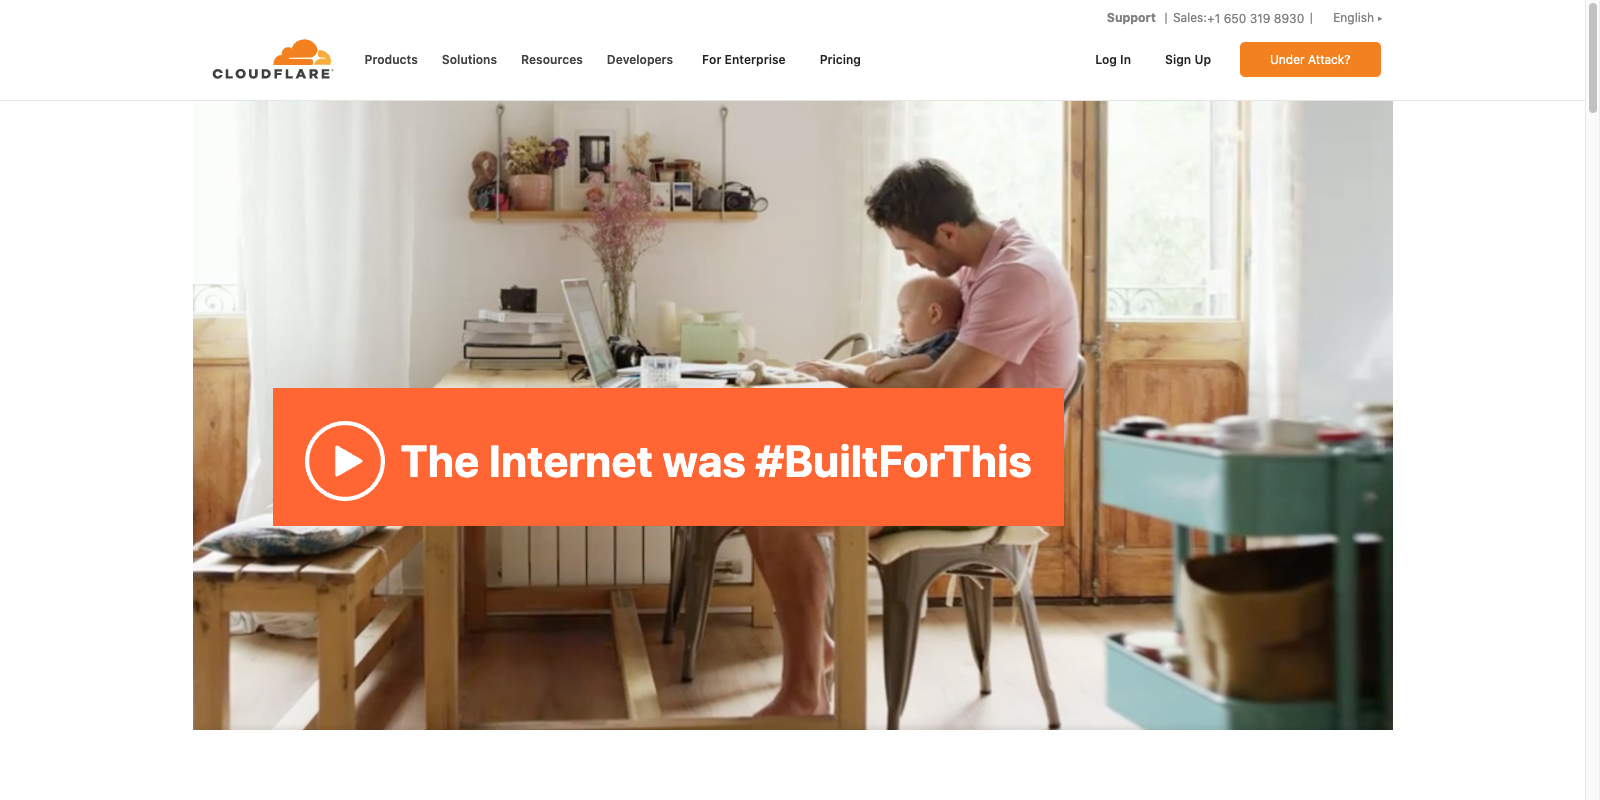 Support | Sales:+1 650 319 8930 | English ▸
CLOUDFLARE
Products Solutions Resources Developers For Enterprise Pricing Log In Sign Up Under Attack?
The Internet was #BuiltForThis